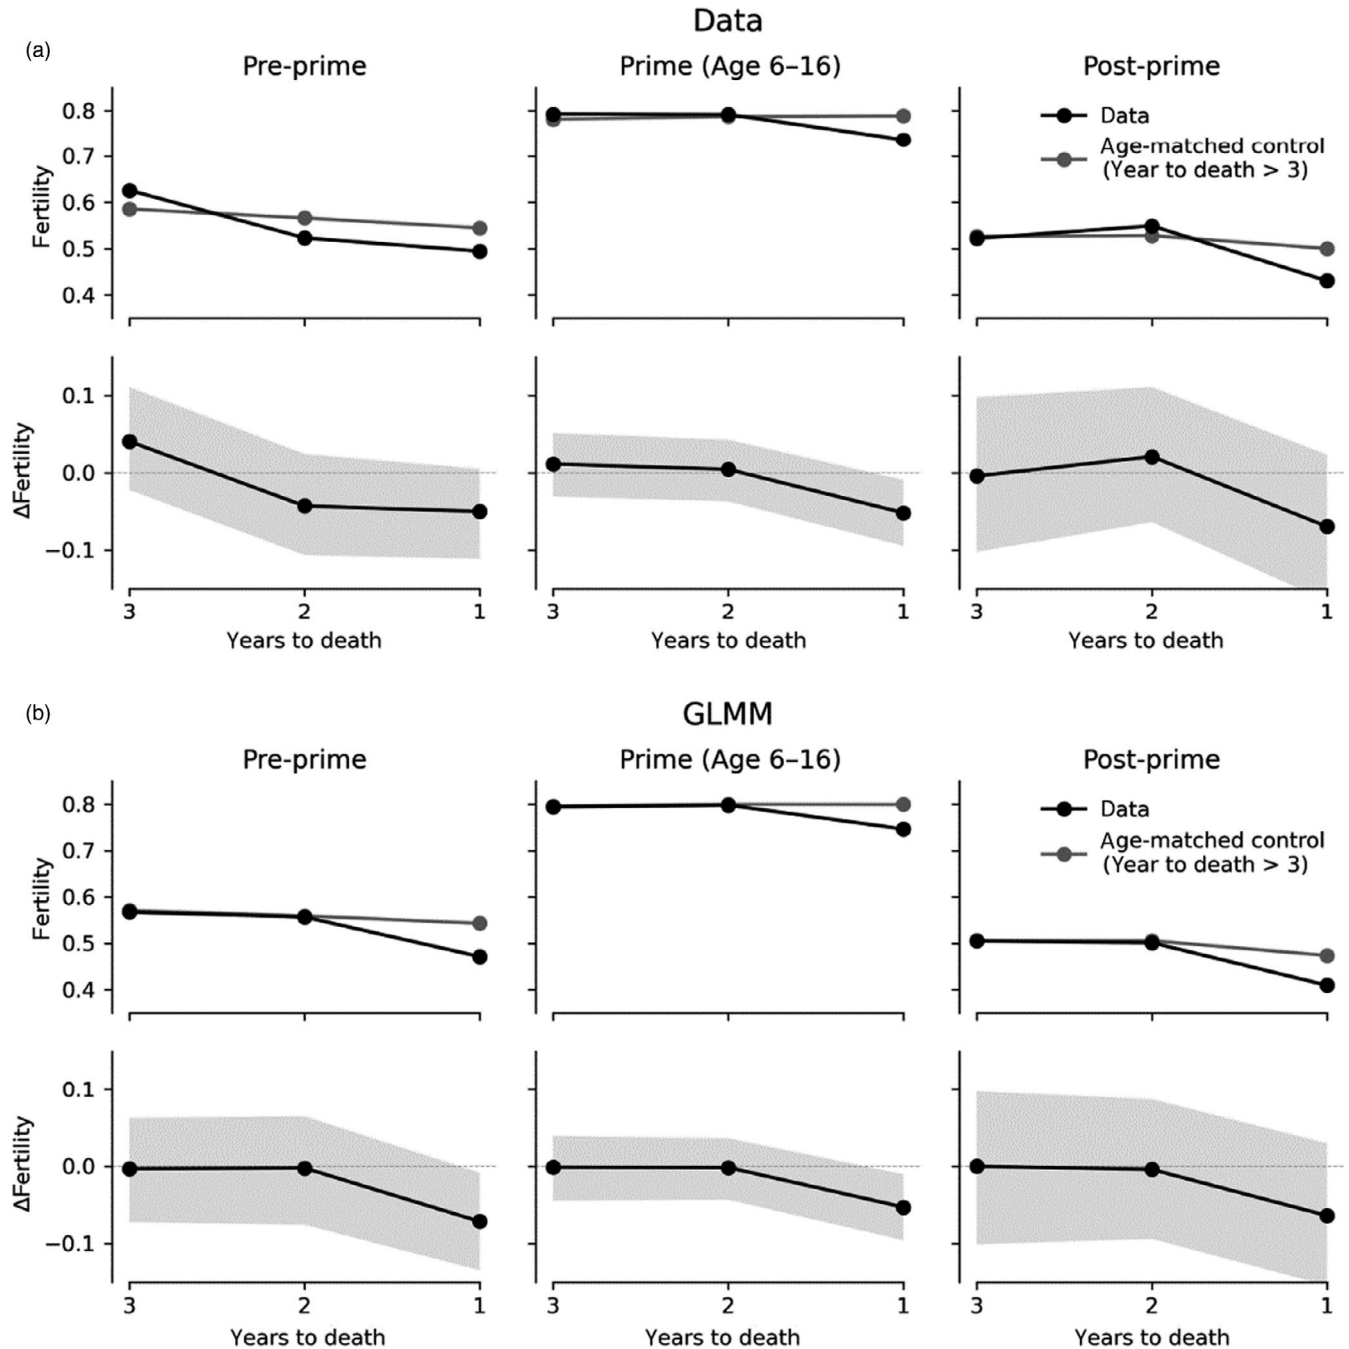 (a)
Data
Pre-prime
Prime (Age 6–16)
Post-prime
Fertility
0.8
0.7
0.6
0.5
0.4
Data
Age-matched control
(Year to death > 3)
ΔFertility
0.1
0.0
−0.1
3
2
1
3
2
1
3
2
1
Years to death
Years to death
Years to death
(b)
GLMM
Pre-prime
Prime (Age 6–16)
Post-prime
Fertility
0.8
0.7
0.6
0.5
0.4
Data
Age-matched control
(Year to death > 3)
ΔFertility
0.1
0.0
−0.1
3
2
1
3
2
1
3
2
1
Years to death
Years to death
Years to death